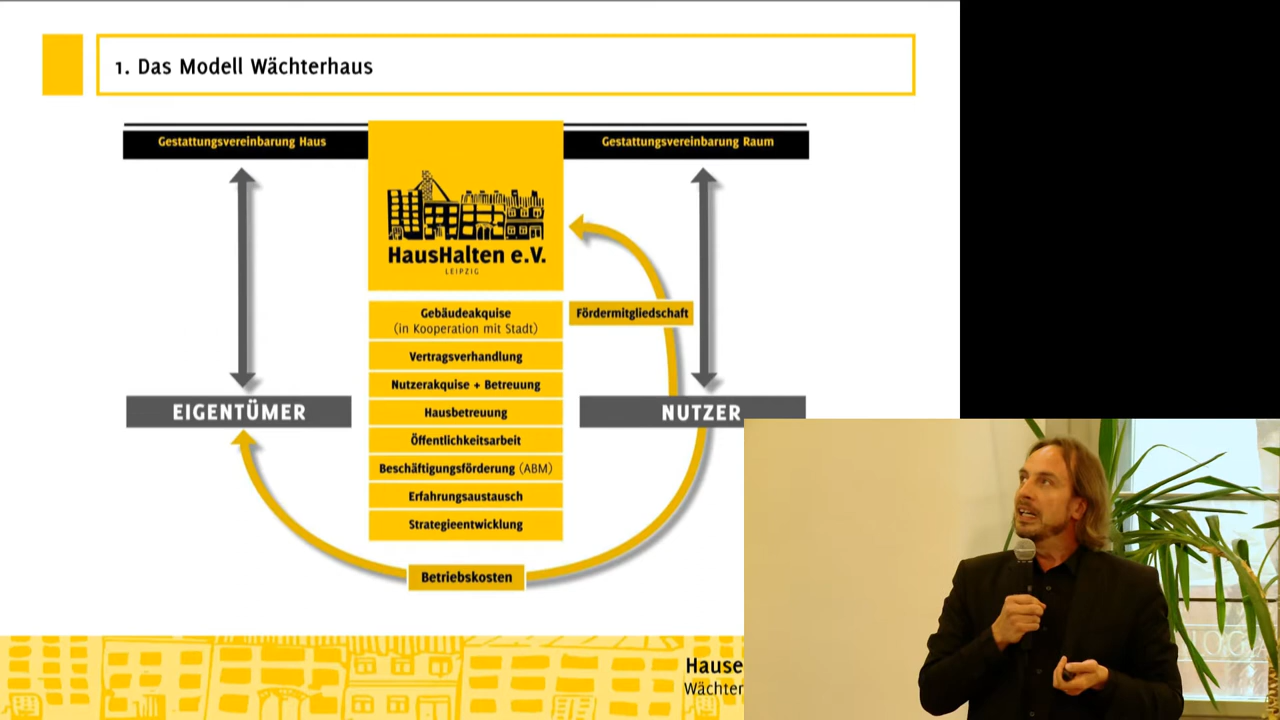 1. Das Modell Wächterhaus
Gestattungsvereinbarung Haus
Gestattungsvereinbarung Raum
HausHalten e.V.
LEIPZIG
Gebäudeakquise
(in Kooperation mit Stadt)
Fördermitgliedschaft
Vertragsverhandlung
Nutzerakquise + Betreuung
EIGENTÜMER
Hausbetreuung
NUTZER
Öffentlichkeitsarbeit
Beschäftigungsförderung (ABM)
Erfahrungsaustausch
Strategieentwicklung
Betriebskosten
Hause
Wächter